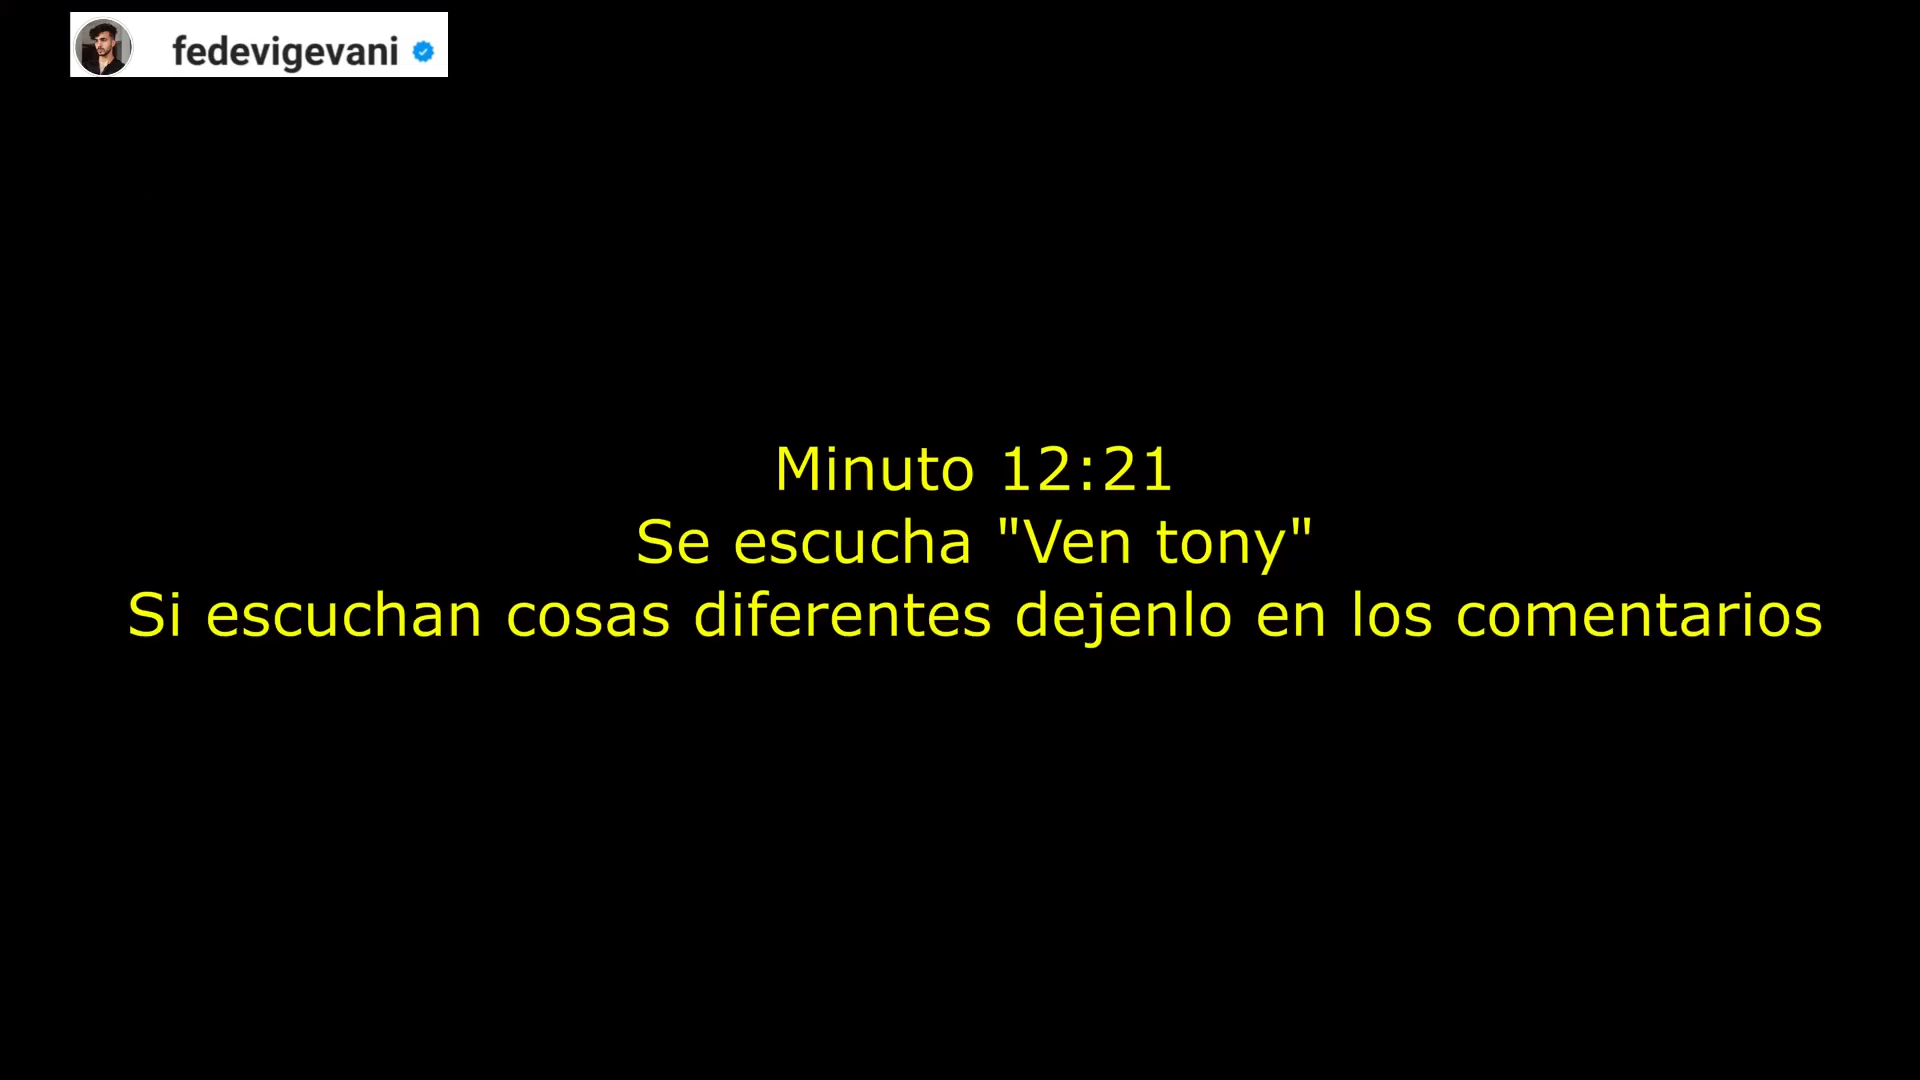 fedevigevani
Minuto 12:21
Se escucha "Ven tony"
Si escuchan cosas diferentes dejenlo en los comentarios